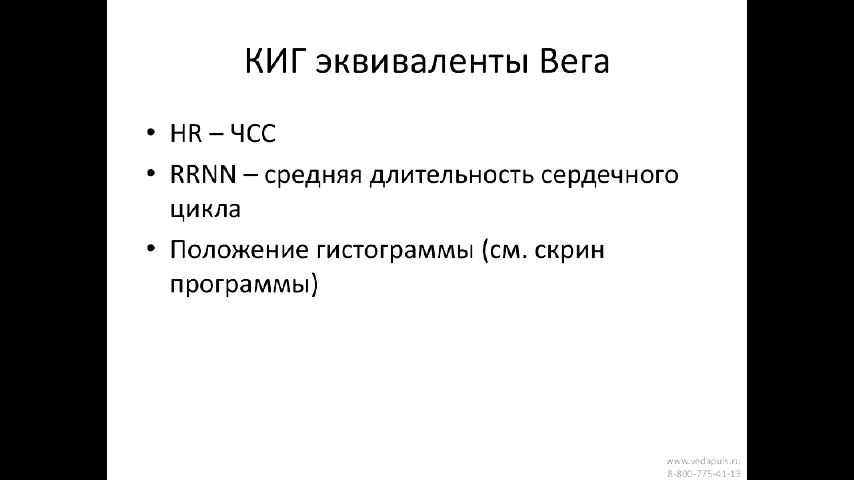 КИГ эквиваленты Вега
• HR – ЧСС
• RRNN – средняя длительность сердечного
цикла
• Положение гистограммы (см. скрин
программы)
www.vedapuls.ru
8-800-775-41-13